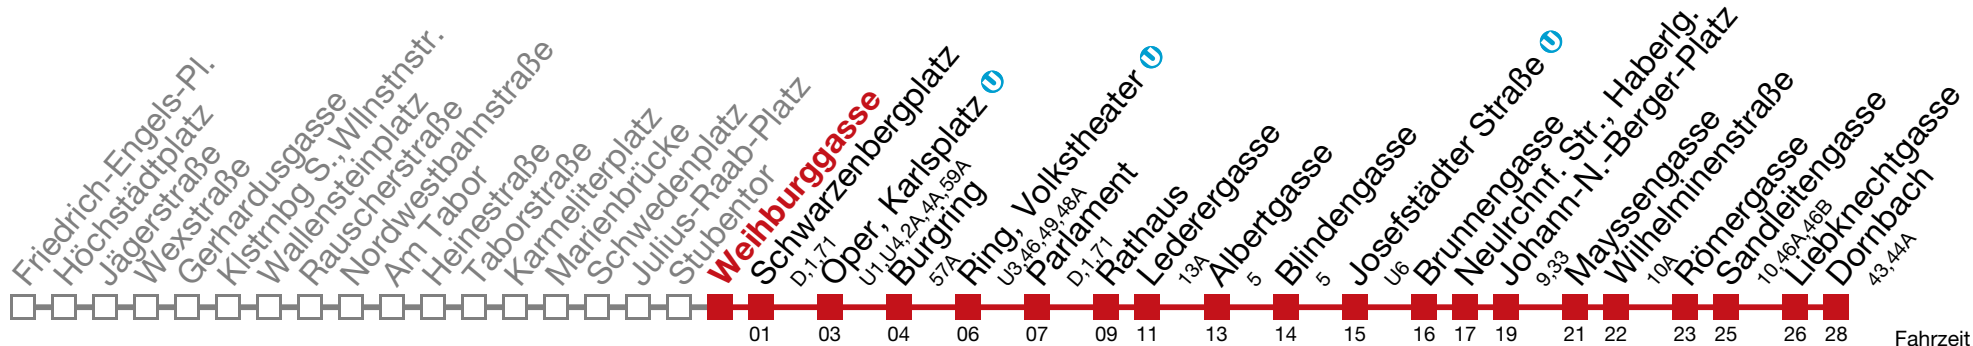 Friedrich-Engels-Pl.
Höchstädtplatz
Jägerstraße
Wexstraße
Gerhardusgasse
Klstrnbg S., Wllnstnstr.
Wallensteinplatz
Rauscherstraße
Nordwestbahnstraße
Am Tabor
Heinestraße
Taborstraße
Karmeliterplatz
Marienbrücke
Schwedenplatz
Julius-Raab-Platz
Stubentor
Weihburggasse
Schwarzenbergplatz
D,1,71
Oper, Karlsplatz U
U1,U4,2A,4A,59A
Burgring
57A
Ring, Volkstheater U
U3,46,49,48A
Parlament
D,1,71
Rathaus
Lederergasse
13A
Albertgasse
5
Blindengasse
5
Josefstädter Straße U
U6
Brunnengasse
Neulrchnf. Str., Haberlg.
Johann-N.-Berger-Platz
9,33
Mayssengasse
Wilhelminenstraße
10A
Römergasse
Sandleitengasse
10,46A,46B
Liebknechtgasse
Dornbach
43,44A
01 03 04 06 07 09 11 13 14 15 16 17 19 21 22 23 25 26 28 Fahrzeit